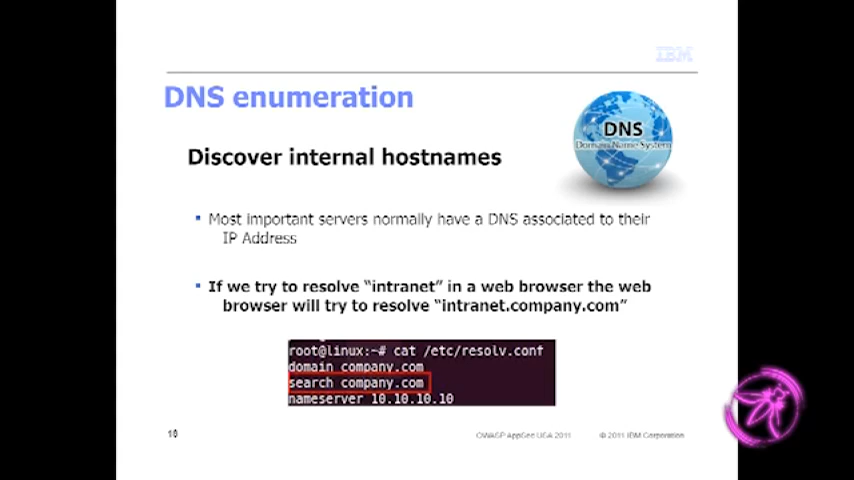 IBM
DNS enumeration
DNS
Domain Name System
Discover internal hostnames
Most important servers normally have a DNS associated to their
IP Address
If we try to resolve “intranet” in a web browser the web
browser will try to resolve “intranet.company.com”
root@linux:~# cat /etc/resolv.conf
domain company.com
search company.com
nameserver 10.10.10.10
18
OWASP AppSec USA 2011
© 2011 IBM Corporation